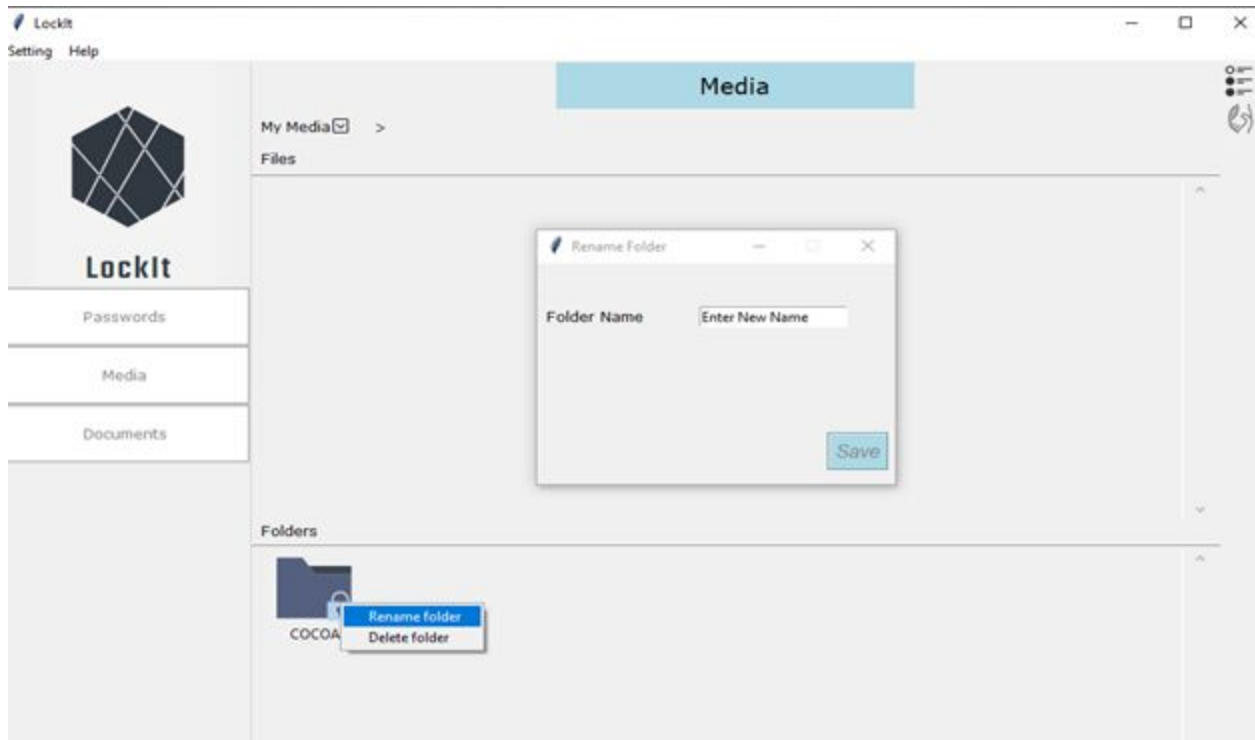 LockIt
Setting Help
Media
My Media >
Files
LockIt
Passwords
Media
Documents
Rename Folder
Folder Name Enter New Name
Save
Folders
COCOA
Rename folder
Delete folder